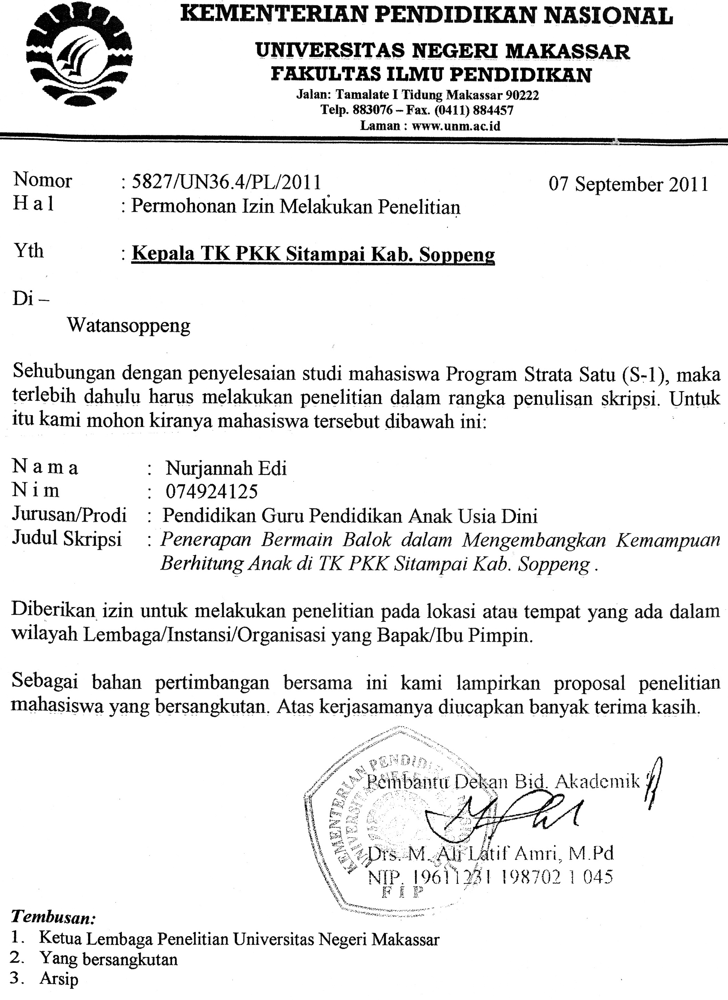 KEMENTERIAN PENDIDIKAN NASIONAL
UNIVERSITAS NEGERI MAKASSAR
FAKULTAS ILMU PENDIDIKAN
Jalan: Tamalate I Tidung Makassar 90222
Telp. 883076 – Fax. (0411) 884457
Laman : www.unm.ac.id
Nomor : 5827/UN36.4/PL/2011 07 September 2011
H a l : Permohonan Izin Melakukan Penelitian
Yth : Kepala TK PKK Sitampai Kab. Soppeng
Di –
Watansoppeng
Sehubungan dengan penyelesaian studi mahasiswa Program Strata Satu (S-1), maka
terlebih dahulu harus melakukan penelitian dalam rangka penulisan skripsi. Untuk
itu kami mohon kiranya mahasiswa tersebut dibawah ini:
N a m a : Nurjannah Edi
N i m : 074924125
Jurusan/Prodi : Pendidikan Guru Pendidikan Anak Usia Dini
Judul Skripsi : Penerapan Bermain Balok dalam Mengembangkan Kemampuan
Berhitung Anak di TK PKK Sitampai Kab. Soppeng .
Diberikan izin untuk melakukan penelitian pada lokasi atau tempat yang ada dalam
wilayah Lembaga/Instansi/Organisasi yang Bapak/Ibu Pimpin.
Sebagai bahan pertimbangan bersama ini kami lampirkan proposal penelitian
mahasiswa yang bersangkutan. Atas kerjasamanya diucapkan banyak terima kasih.
KEMENTERIAN
Pembantu Dekan Bid. Akademik
Drs. M. Ali Latif Amri, M.Pd
NIP. 19611231 198702 1 045
F I P
Tembusan:
1. Ketua Lembaga Penelitian Universitas Negeri Makassar
2. Yang bersangkutan
3. Arsip